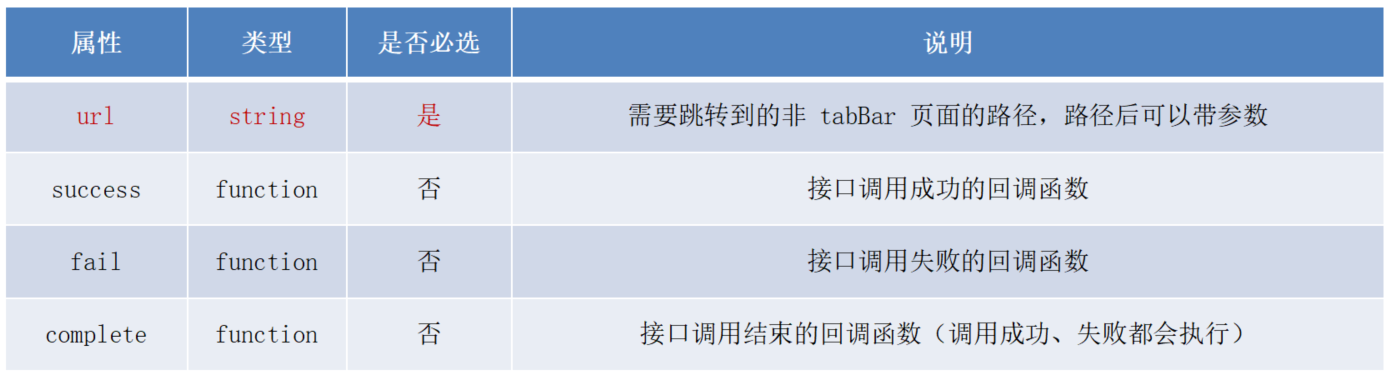 属性 类型 是否必选 说明
url string 是 需要跳转到的非 tabBar 页面的路径，路径后可以带参数
success function 否 接口调用成功的回调函数
fail function 否 接口调用失败的回调函数
complete function 否 接口调用结束的回调函数（调用成功、失败都会执行）